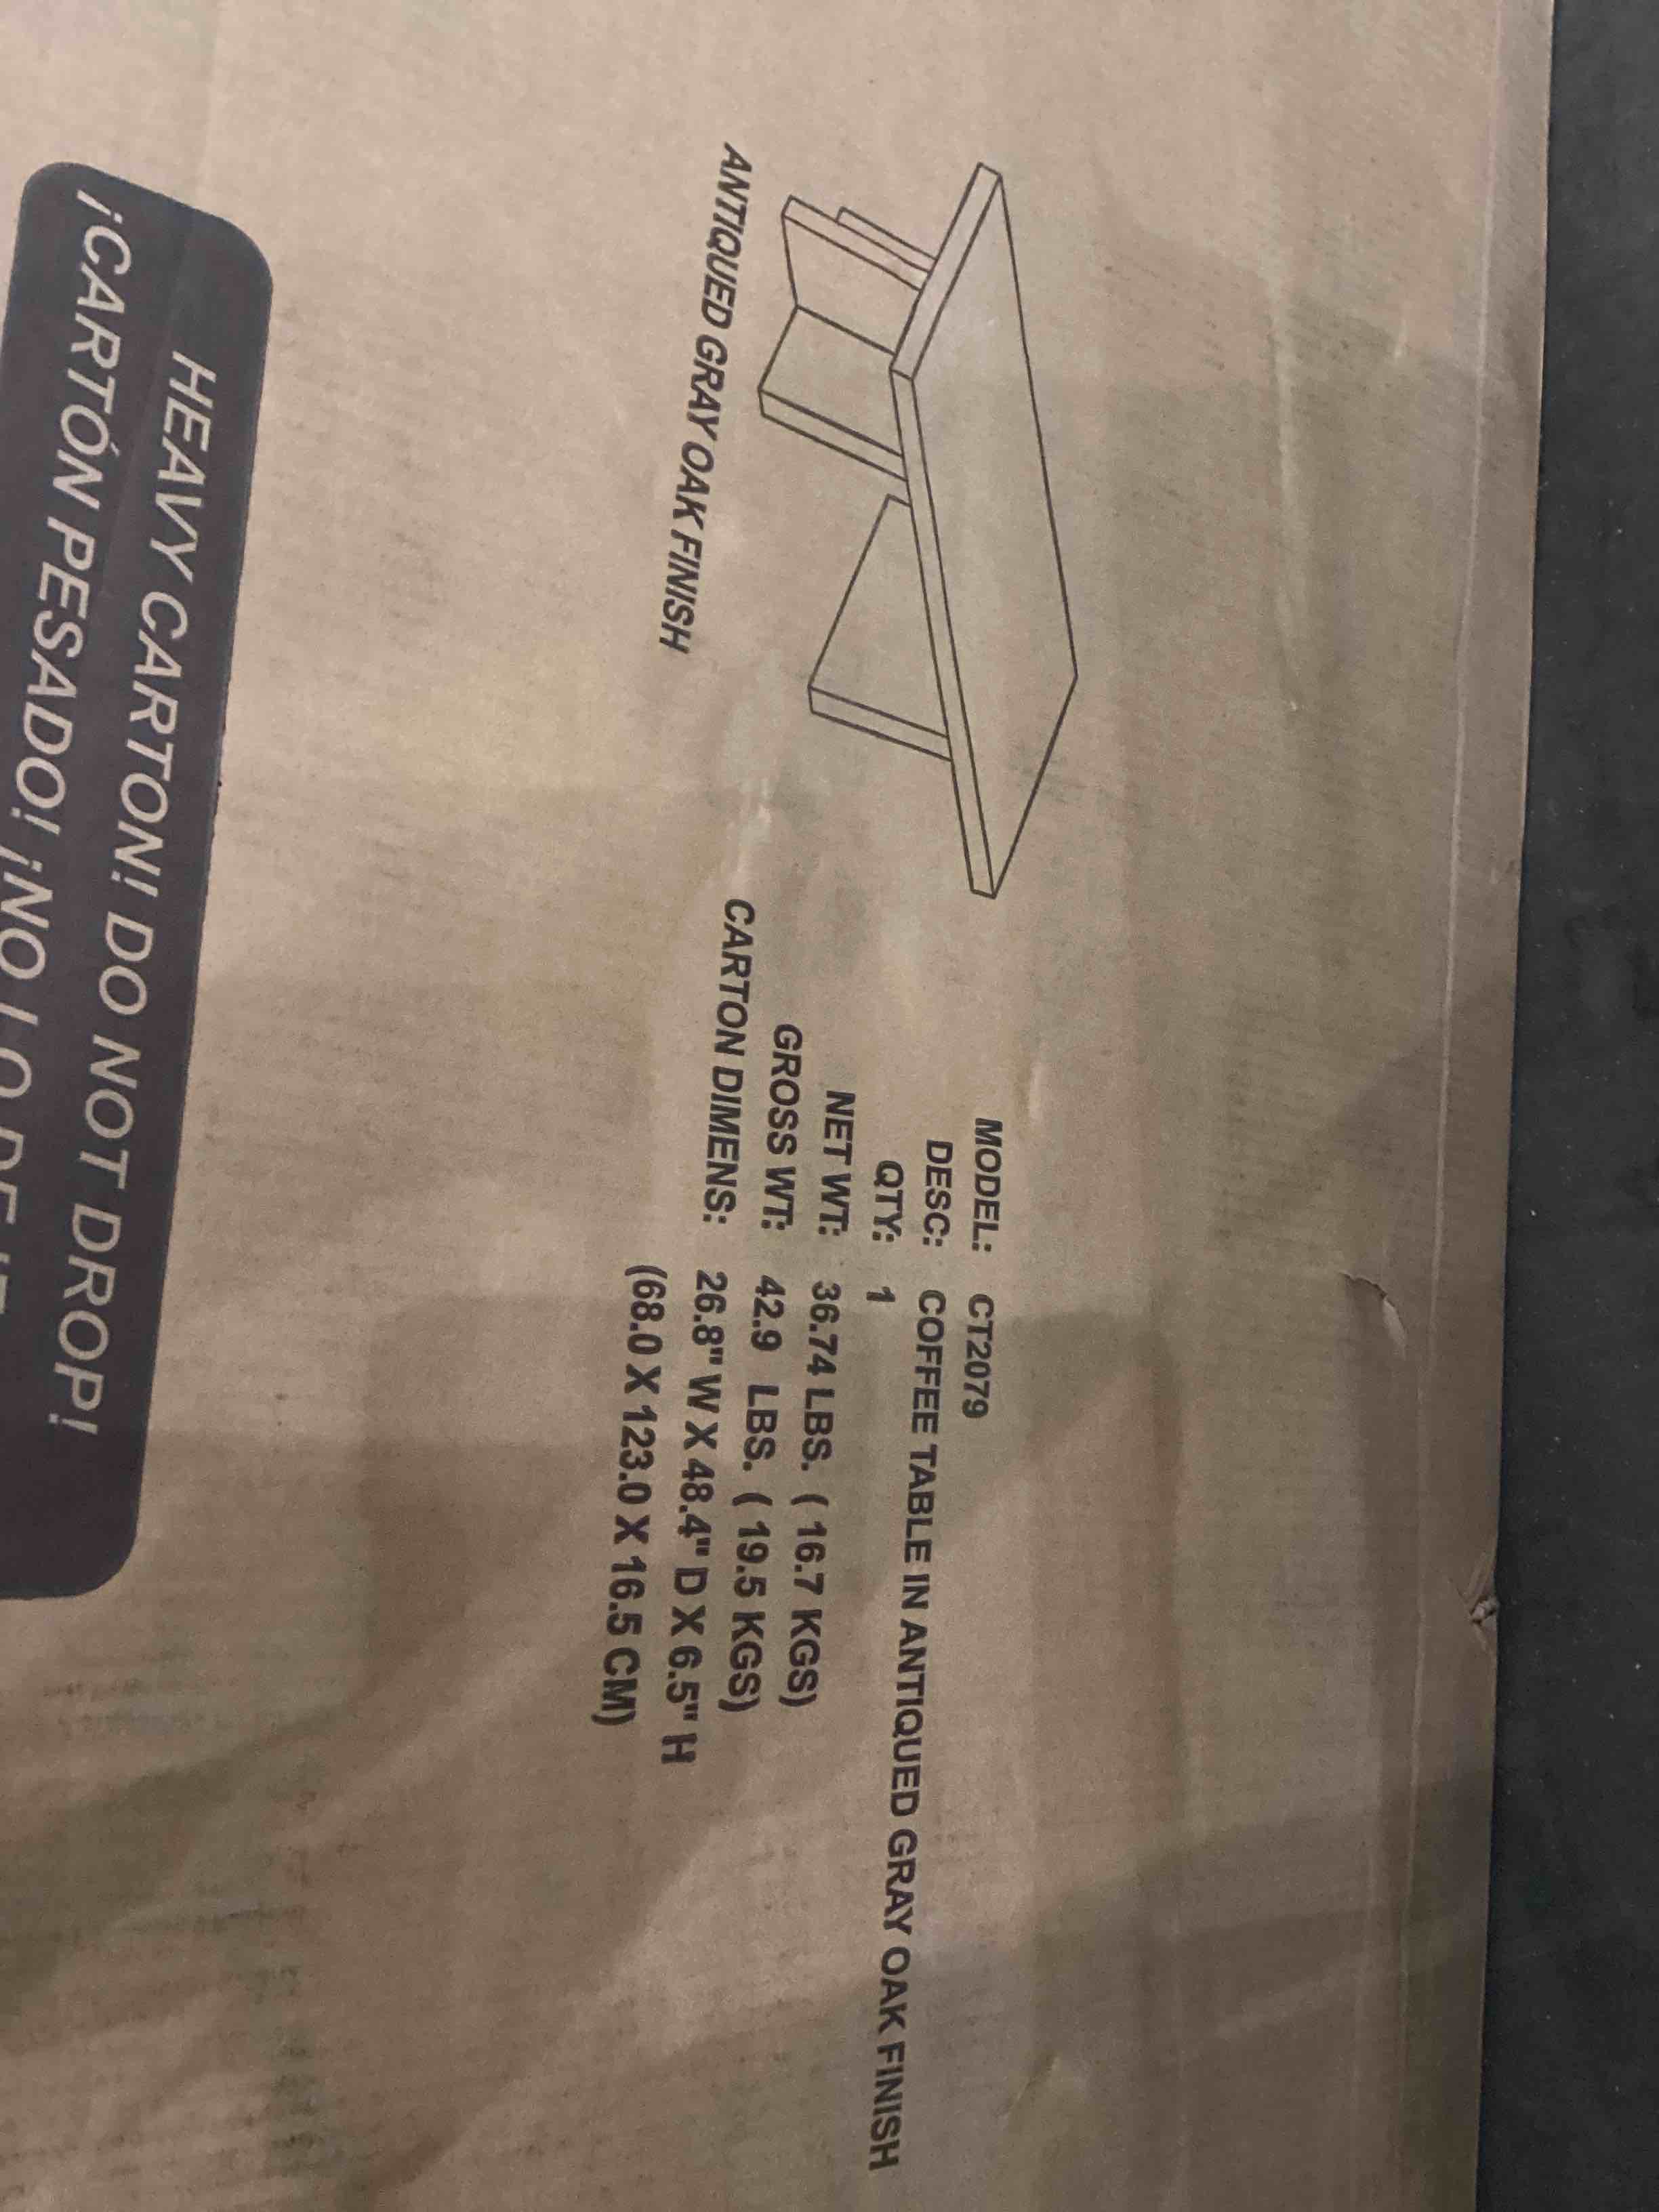 ANTIQUED GRAY OAK FINISH
MODEL: CT2079
DESC: COFFEE TABLE IN ANTIQUED GRAY OAK FINISH
QTY: 1
NET WT: 36.74 LBS. ( 16.7 KGS)
GROSS WT: 42.9 LBS. ( 19.5 KGS)
CARTON DIMENS: 26.8" W X 48.4" D X 6.5" H
(68.0 X 123.0 X 16.5 CM)
HEAVY CARTON! DO NOT DROP!
¡CARTÓN PESADO! ¡NO LO